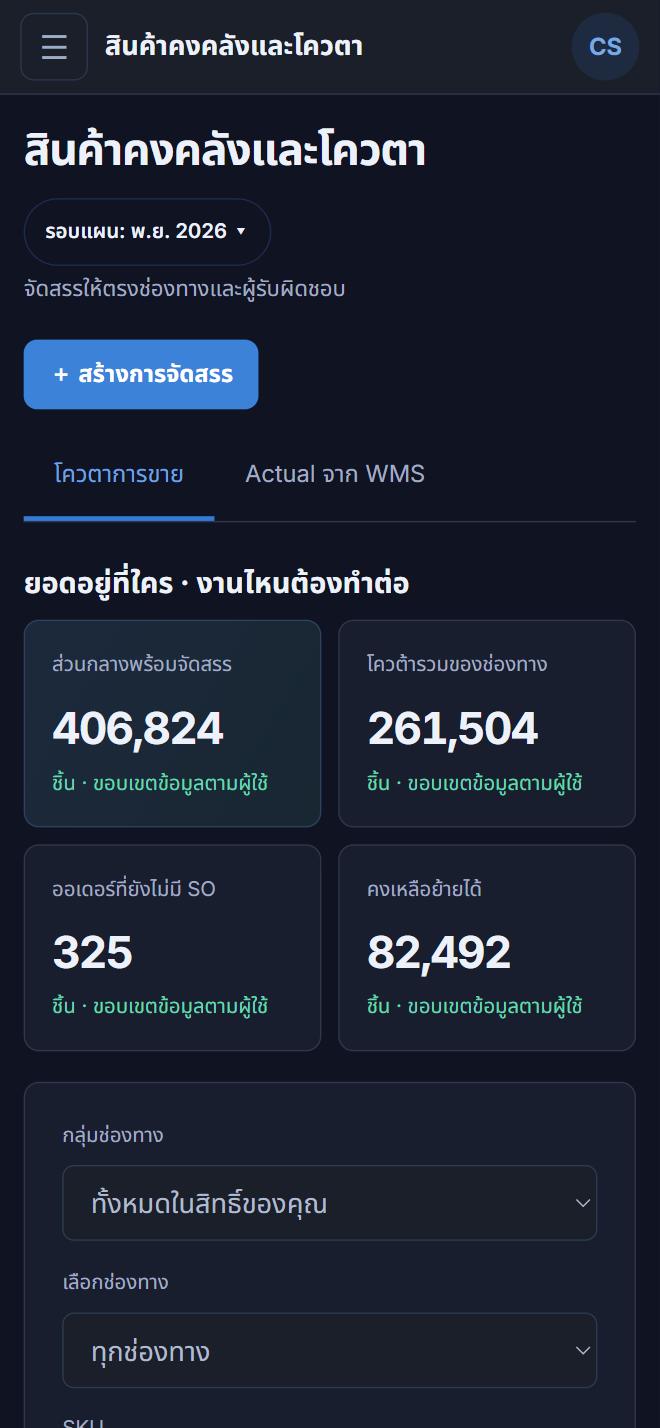 ☰ สินค้าคงคลังและโควตา CS
สินค้าคงคลังและโควตา
รอบแผน: พ.ย. 2026 ▼
จัดสรรให้ตรงช่องทางและผู้รับผิดชอบ
+ สร้างการจัดสรร
โควตาการขาย Actual จาก WMS
ยอดอยู่ที่ใคร · งานไหนต้องทำต่อ
ส่วนกลางพร้อมจัดสรร
406,824
ชิ้น · ขอบเขตข้อมูลตามผู้ใช้
โควต้ารวมของช่องทาง
261,504
ชิ้น · ขอบเขตข้อมูลตามผู้ใช้
ออเดอร์ที่ยังไม่มี SO
325
ชิ้น · ขอบเขตข้อมูลตามผู้ใช้
คงเหลือย้ายได้
82,492
ชิ้น · ขอบเขตข้อมูลตามผู้ใช้
กลุ่มช่องทาง
ทั้งหมดในสิทธิ์ของคุณ
เลือกช่องทาง
ทุกช่องทาง
SKU